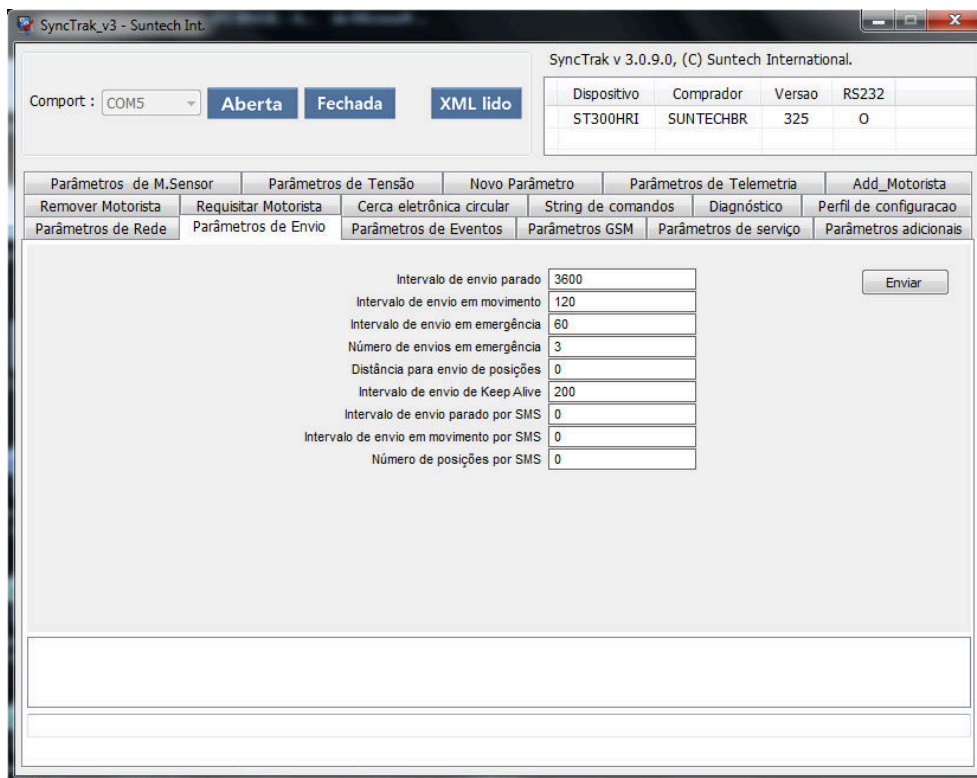 SyncTrak_v3 - Suntech Int.
SyncTrak v 3.0.9.0, (C) Suntech International.
Comport : COM5 Aberta Fechada XML lido
Dispositivo Comprador Versao RS232
ST300HRI SUNTECHBR 325 O
Parâmetros de M.Sensor Parâmetros de Tensão Novo Parâmetro Parâmetros de Telemetria Add_Motorista
Remover Motorista Requisitar Motorista Cerca eletrônica circular String de comandos Diagnóstico Perfil de configuracao
Parâmetros de Rede Parâmetros de Envio Parâmetros de Eventos Parâmetros GSM Parâmetros de serviço Parâmetros adicionais
Intervalo de envio parado 3600 Enviar
Intervalo de envio em movimento 120
Intervalo de envio em emergência 60
Número de envios em emergência 3
Distância para envio de posições 0
Intervalo de envio de Keep Alive 200
Intervalo de envio parado por SMS 0
Intervalo de envio em movimento por SMS 0
Número de posições por SMS 0